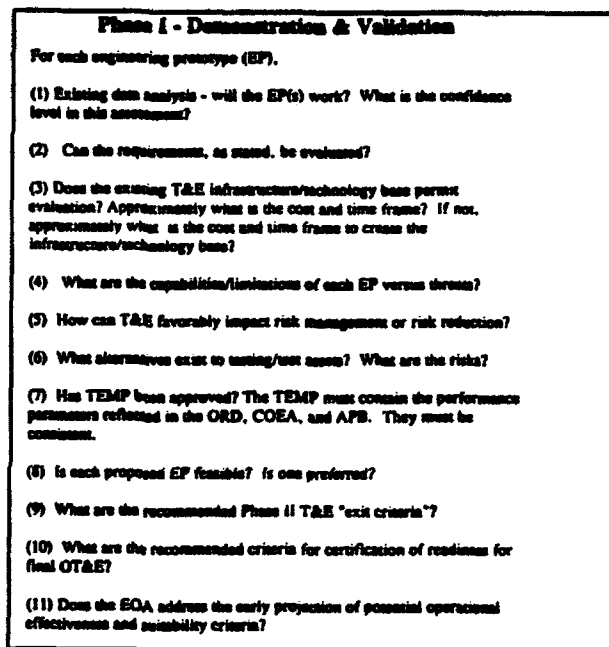 Phase I - Demonstration & Validation
For each engineering prototype (EP),
(1) Existing data analysis - will the EP(s) work? What is the confidence
level in this assessment?
(2) Can the requirements, as stated, be evaluated?
(3) Does the existing T&E infrastructure/technology base permit
evaluation? Approximately what is the cost and time frame? If not,
approximately what is the cost and time frame to create the
infrastructure/technology base?
(4) What are the capabilities/limitations of each EP versus threats?
(5) How can T&E favorably impact risk management or risk reduction?
(6) What alternatives exist to testing/test assets? What are the risks?
(7) Has TEMP been approved? The TEMP must contain the performance
parameters reflected in the ORD, COEA, and APB. They must be
consistent.
(8) Is each proposed EP feasible? Is one preferred?
(9) What are the recommended Phase II T&E "exit criteria"?
(10) What are the recommended criteria for certification of readiness for
final OT&E?
(11) Does the EOA address the early projection of potential operational
effectiveness and suitability criteria?